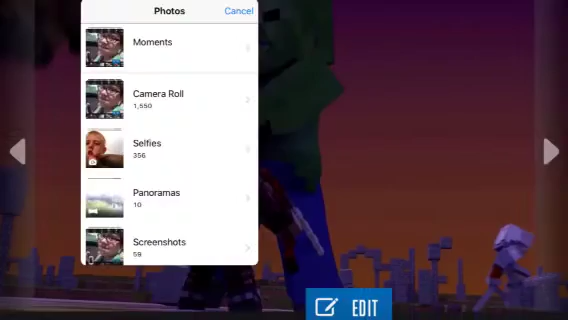 Photos Cancel
Moments
Camera Roll
1,550
Selfies
356
Panoramas
10
Screenshots
59
EDIT